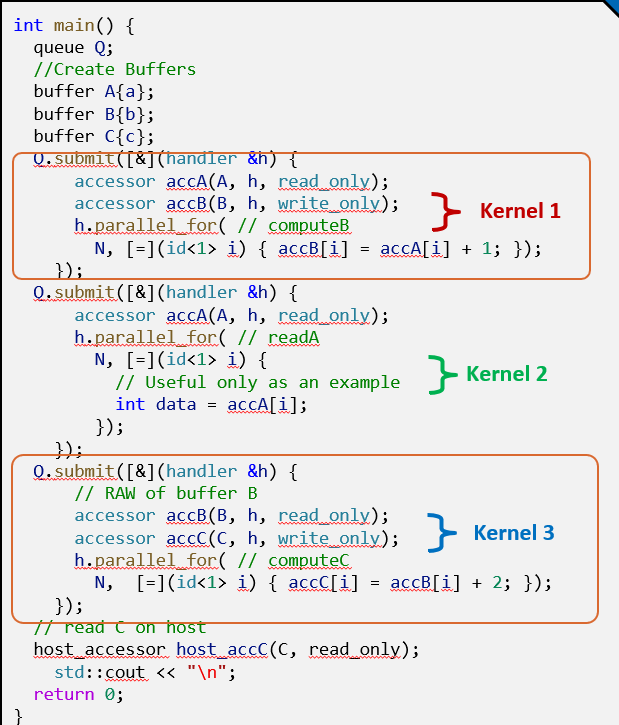 int main() {
queue Q;
//Create Buffers
buffer A{a};
buffer B{b};
buffer C{c};
Q.submit([&](handler &h) {
accessor accA(A, h, read_only);
accessor accB(B, h, write_only);
h.parallel_for( // computeB
N, [=](id<1> i) { accB[i] = accA[i] + 1; });
});
Kernel 1
Q.submit([&](handler &h) {
accessor accA(A, h, read_only);
h.parallel_for( // readA
N, [=](id<1> i) {
// Useful only as an example
int data = accA[i];
});
});
Kernel 2
Q.submit([&](handler &h) {
// RAW of buffer B
accessor accB(B, h, read_only);
accessor accC(C, h, write_only);
h.parallel_for( // computeC
N,  [=](id<1> i) { accC[i] = accB[i] + 2; });
});
Kernel 3
// read C on host
host_accessor host_accC(C, read_only);
std::cout << "\n";
return 0;
}